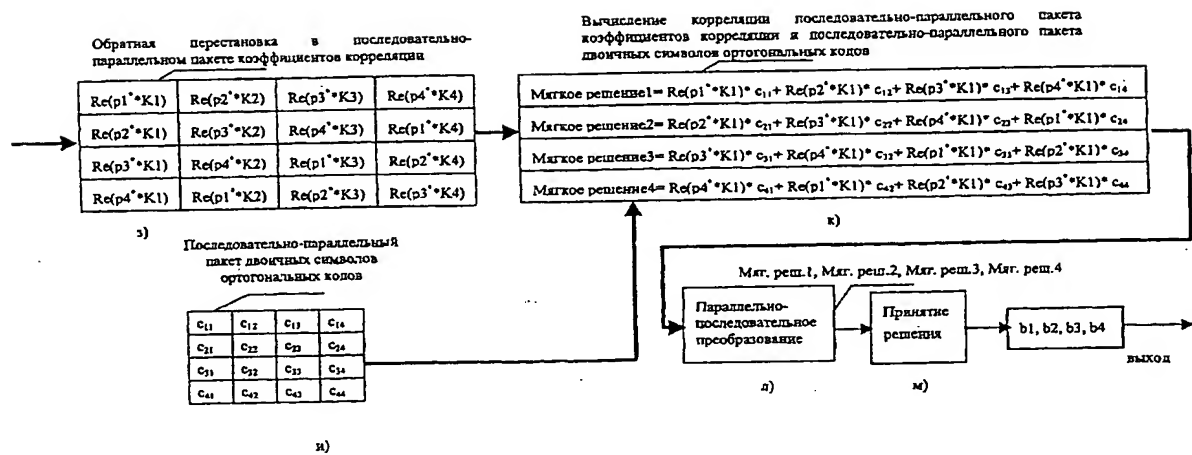 Обратная перестановка в последовательно-
параллельном пакете коэффициентов корреляции
Re(p1**K1) Re(p2**K2) Re(p3**K3) Re(p4**K4)
Re(p2**K1) Re(p3**K2) Re(p4**K3) Re(p1**K4)
Re(p3**K1) Re(p4**K2) Re(p1**K3) Re(p2**K4)
Re(p4**K1) Re(p1**K2) Re(p2**K3) Re(p3**K4)
з)
Вычисление корреляции последовательно-параллельного пакета
коэффициентов корреляции и последовательно-параллельного пакета
двоичных символов ортогональных кодов
Мягкое решение1= Re(p1**K1)* c11+ Re(p2**K1)* c12+ Re(p3**K1)* c13+ Re(p4**K1)* c14
Мягкое решение2= Re(p2**K1)* c21+ Re(p3**K1)* c22+ Re(p4**K1)* c23+ Re(p1**K1)* c24
Мягкое решение3= Re(p3**K1)* c31+ Re(p4**K1)* c32+ Re(p1**K1)* c33+ Re(p2**K1)* c34
Мягкое решение4= Re(p4**K1)* c41+ Re(p1**K1)* c42+ Re(p2**K1)* c43+ Re(p3**K1)* c44
к)
Последовательно-параллельный
пакет двоичных символов
ортогональных кодов
c11 c12 c13 c14
c21 c22 c23 c24
c31 c32 c33 c34
c41 c42 c43 c44
и)
Мяг. реш.1, Мяг. реш.2, Мяг. реш.3, Мяг. реш.4
Параллельно-
последовательное
преобразование
л)
Принятие
решения
м)
b1, b2, b3, b4
выход